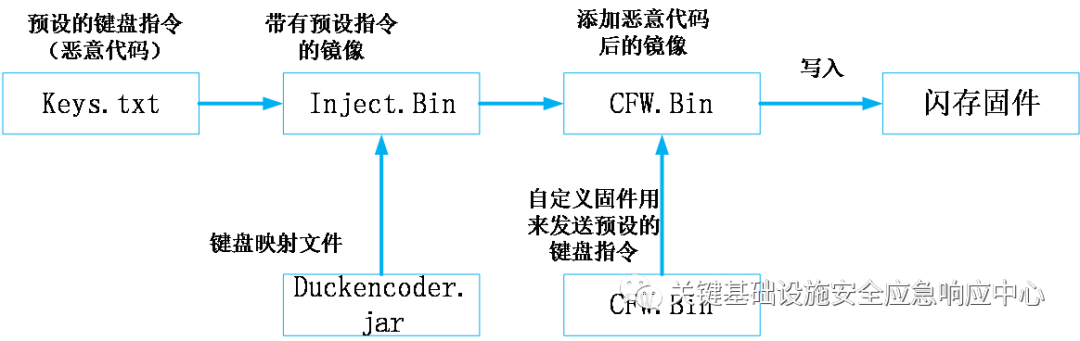 预设的键盘指令
（恶意代码）
带有预设指令
的镜像
添加恶意代码
后的镜像
写入
Keys.txt
Inject.Bin
CFW.Bin
闪存固件
键盘映射文件
自定义固件用
来发送预设的
键盘指令
Duckencoder.
jar
CFW.Bin
关键基础设施安全应急响应中心